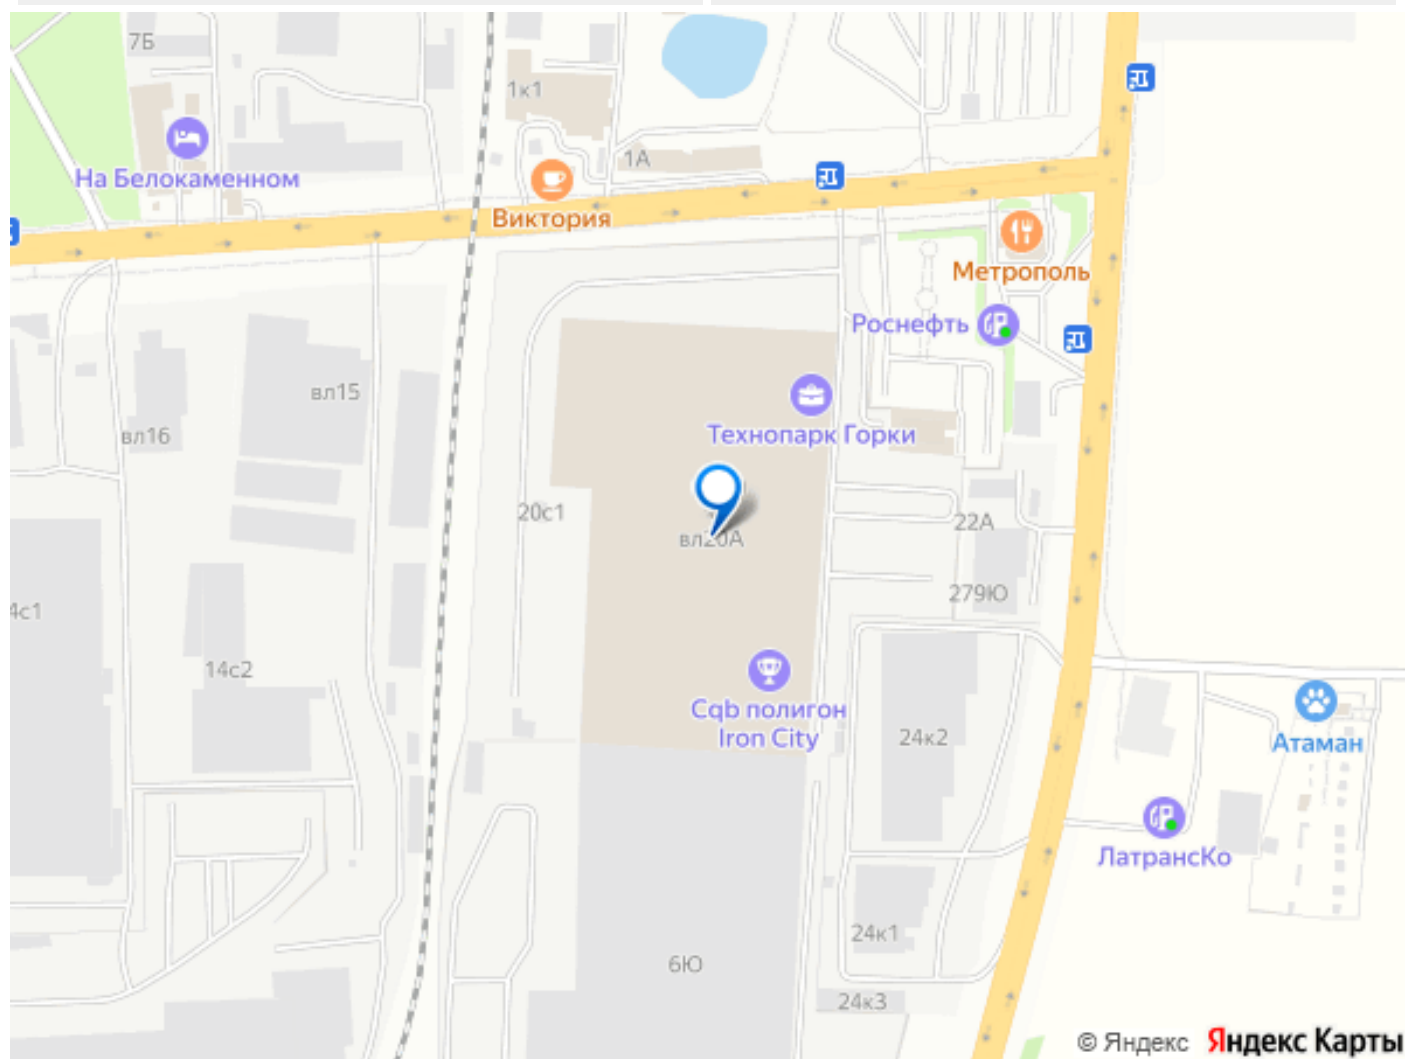 7Б
1к1
На Белокаменном
1А
Виктория
Метрополь
Роснефть
вл15
вл16
Технопарк Горки
20с1
вл20А
22А
279Ю
4с1
14с2
Cqb полигон
Iron City
24к2
Атаман
ЛатрансКо
24к1
6Ю
24к3
© Яндекс Яндекс Карты